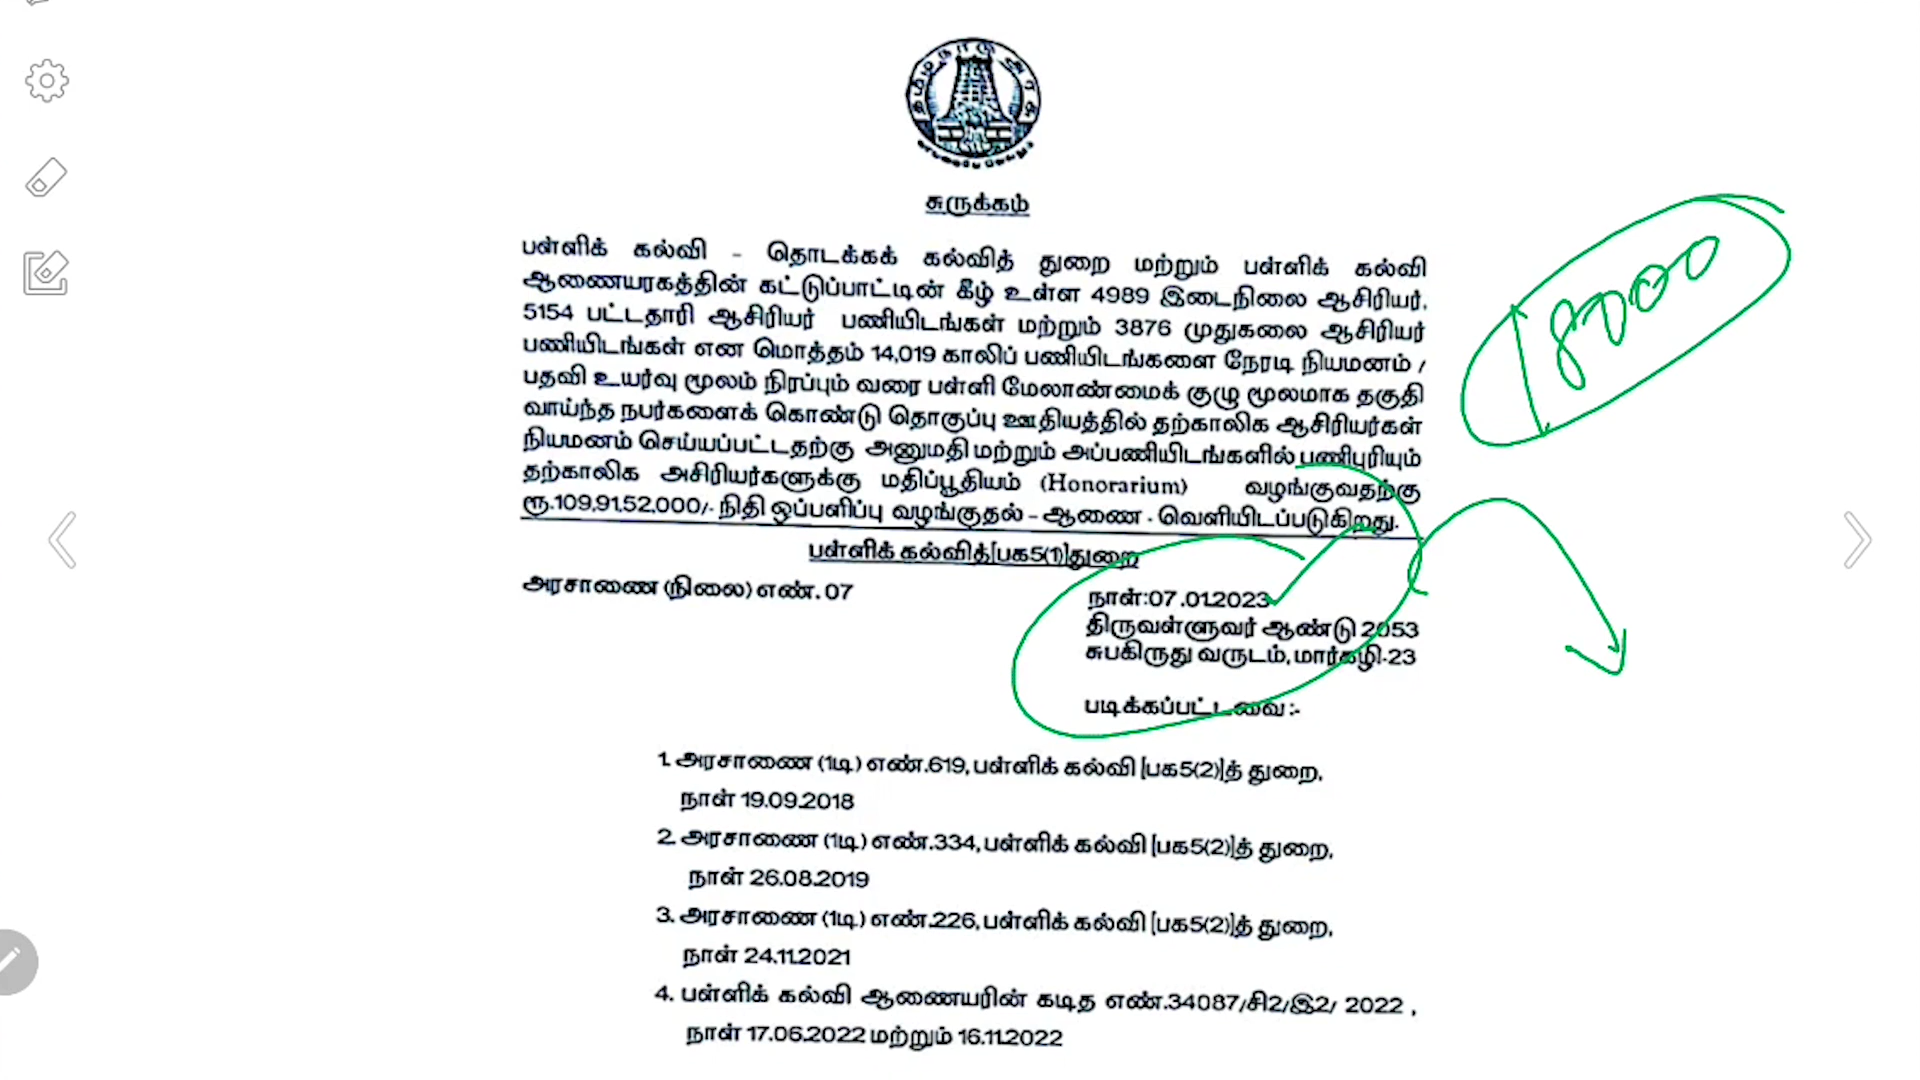 தமிழ்நாடு அரசு
சுருக்கம்
பள்ளிக் கல்வி – தொடக்கக் கல்வித் துறை மற்றும் பள்ளிக் கல்வி
ஆணையரகத்தின் கட்டுப்பாட்டின் கீழ் உள்ள 4989 இடைநிலை ஆசிரியர்,
5154 பட்டதாரி ஆசிரியர் பணியிடங்கள் மற்றும் 3876 முதுகலை ஆசிரியர்
பணியிடங்கள் என மொத்தம் 14,019 காலிப் பணியிடங்களை நேரடி நியமனம் /
பதவி உயர்வு மூலம் நிரப்பும் வரை பள்ளி மேலாண்மைக் குழு மூலமாக தகுதி
வாய்ந்த நபர்களைக் கொண்டு தொகுப்பு ஊதியத்தில் தற்காலிக ஆசிரியர்கள்
நியமனம் செய்யப்பட்டதற்கு அனுமதி மற்றும் அப்பணியிடங்களில் பணிபுரியும்
தற்காலிக அசிரியர்களுக்கு மதிப்பூதியம் (Honorarium) வழங்குவதற்கு
ரூ.109,91,52,000/- நிதி ஒப்பளிப்பு வழங்குதல் – ஆணை - வெளியிடப்படுகிறது.
பள்ளிக் கல்வித்[பக5(1)]துறை
அரசாணை (நிலை) எண். 07
நாள்:07.01.2023
திருவள்ளுவர் ஆண்டு 2053
சுபகிருது வருடம், மார்கழி-23
படிக்கப்பட்டவை :-
1. அரசாணை (1டி) எண்.619, பள்ளிக் கல்வி [பக5(2)]த் துறை,
நாள் 19.09.2018
2. அரசாணை (1டி) எண்.334, பள்ளிக் கல்வி [பக5(2)]த் துறை,
நாள் 26.08.2019
3. அரசாணை (1டி) எண்.226, பள்ளிக் கல்வி [பக5(2)]த் துறை,
நாள் 24.11.2021
4. பள்ளிக் கல்வி ஆணையரின் கடித எண்.34087/சி2/இ2/ 2022 ,
நாள் 17.06.2022 மற்றும் 16.11.2022
18000